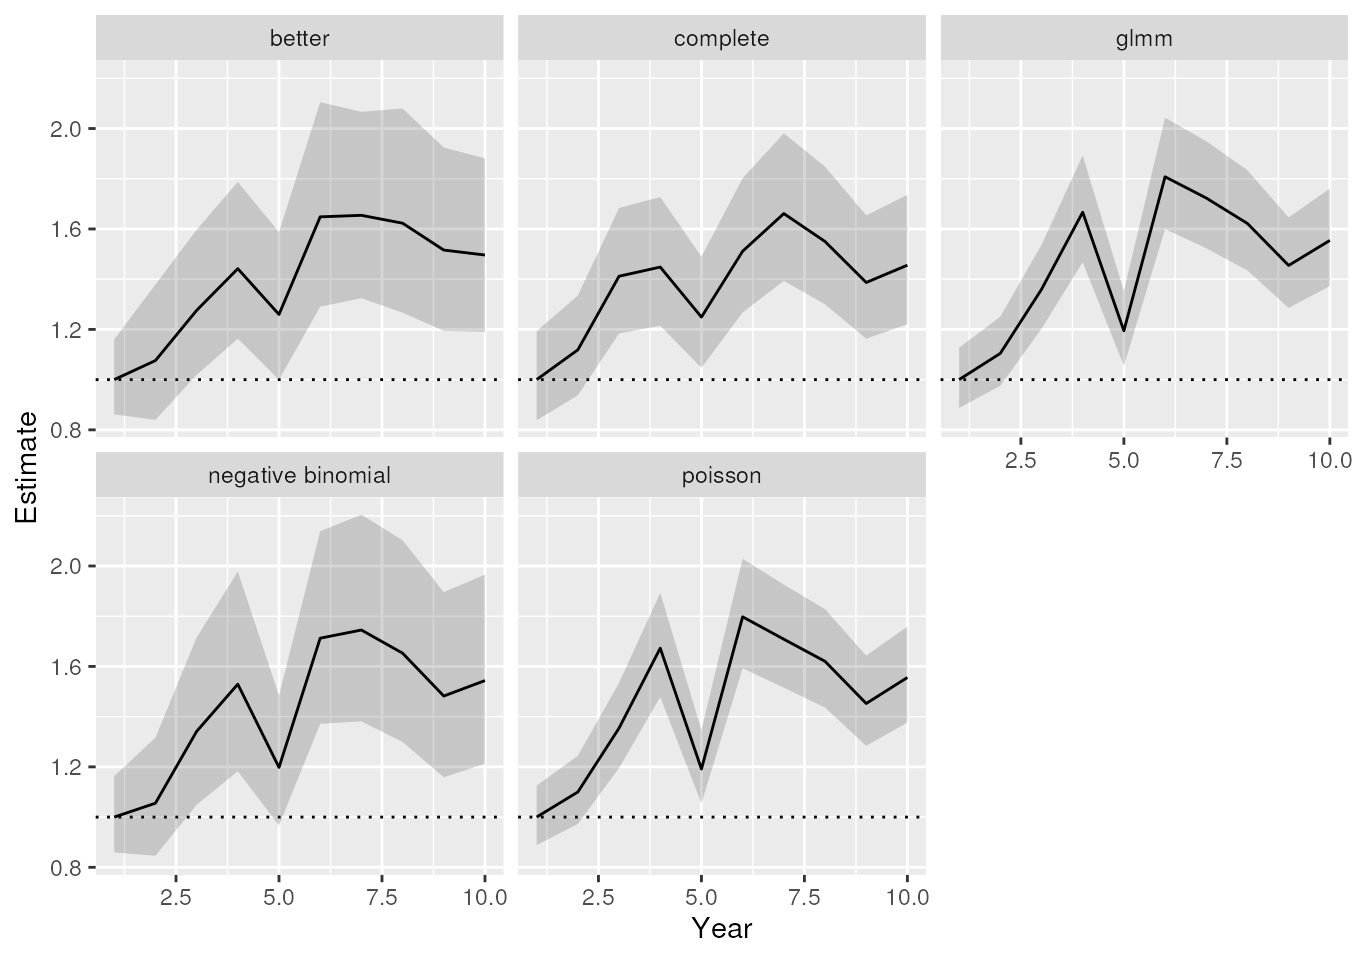 better complete glmm
2.0
1.6
1.2
0.8
2.5 5.0 7.5 10.0
Estimate
negative binomial poisson
2.0
1.6
1.2
0.8
2.5 5.0 7.5 10.0 2.5 5.0 7.5 10.0
Year